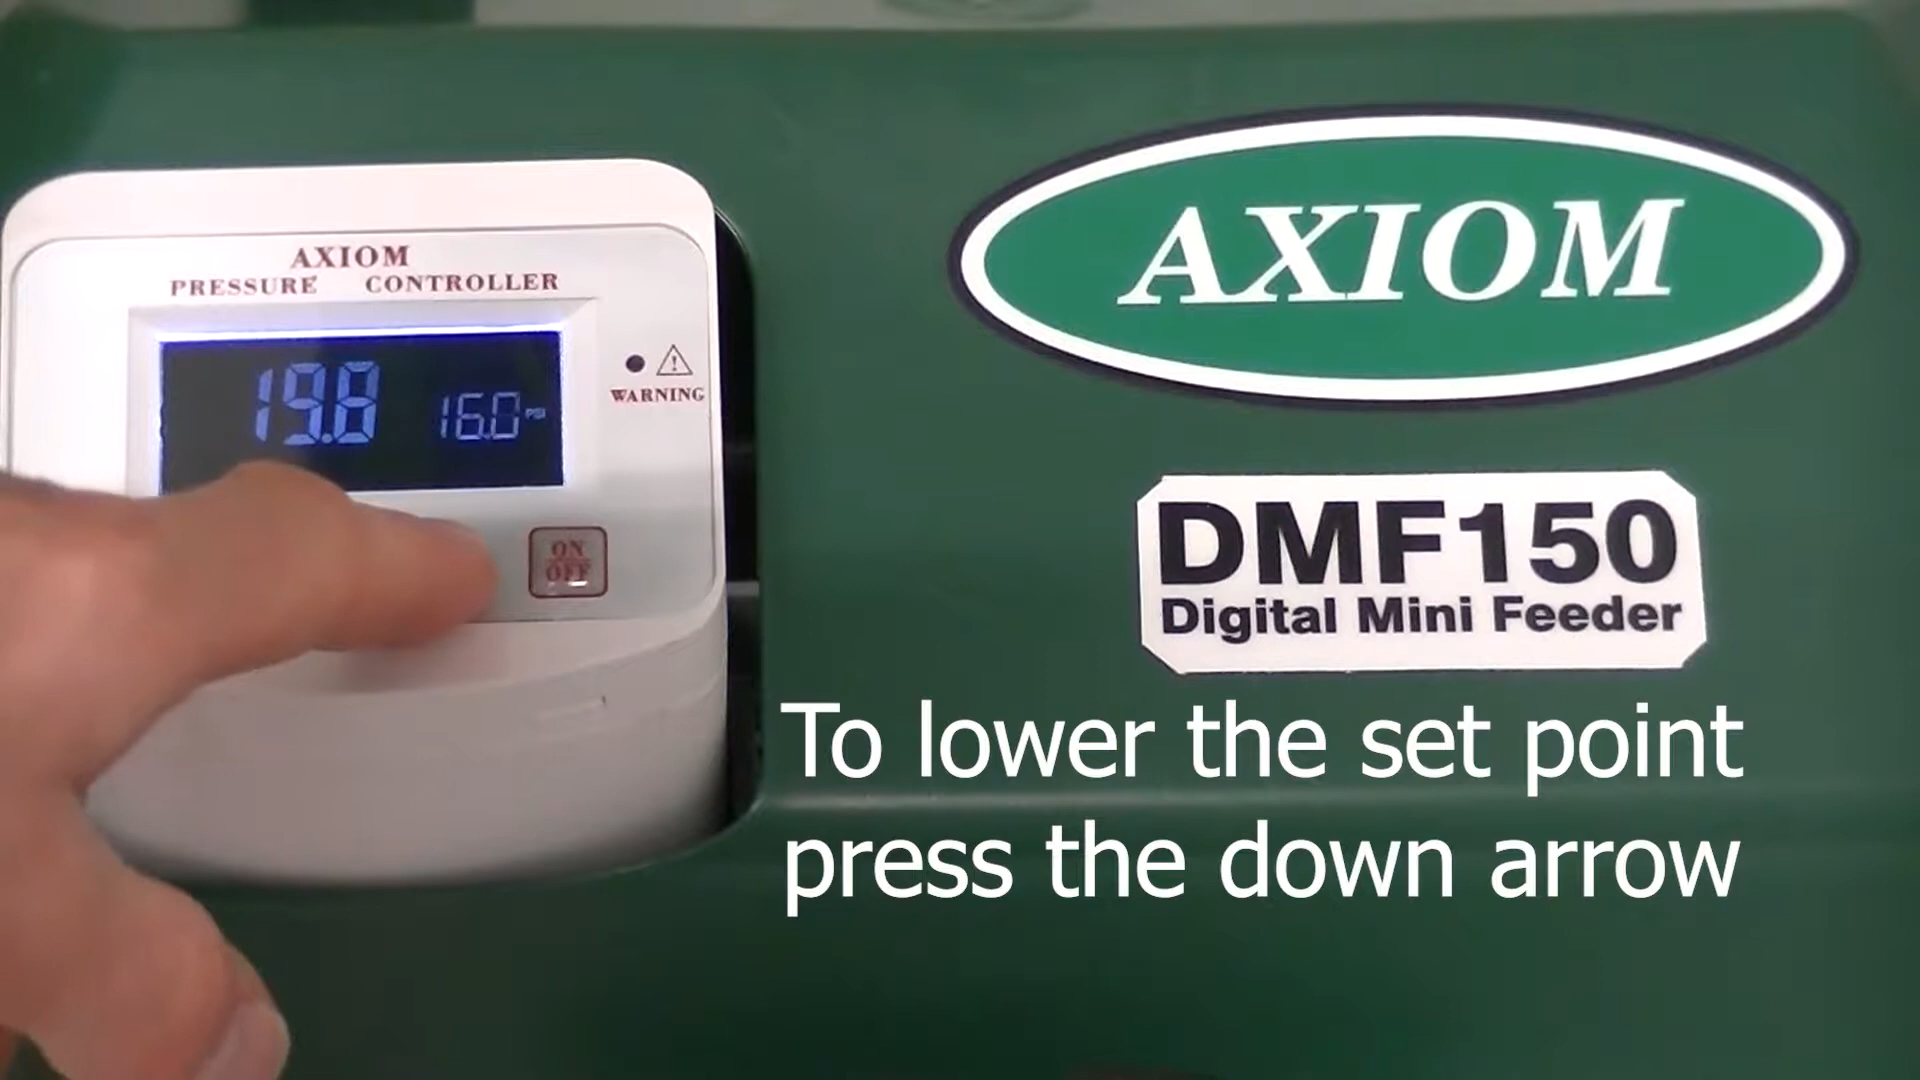 AXIOM
PRESSURE CONTROLLER
19.8 16.0 PSI
WARNING
ON
OFF
AXIOM
DMF150
Digital Mini Feeder
To lower the set point
press the down arrow